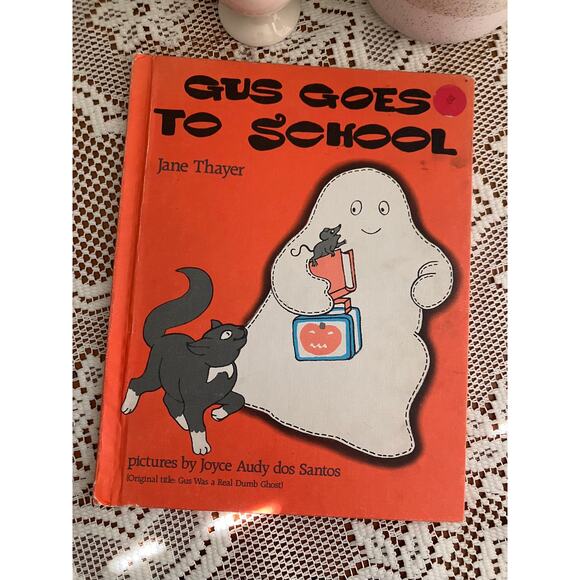 GUS GOES
TO SCHOOL
Jane Thayer
pictures by Joyce Audy dos Santos
(Original title: Gus Was a Real Dumb Ghost)